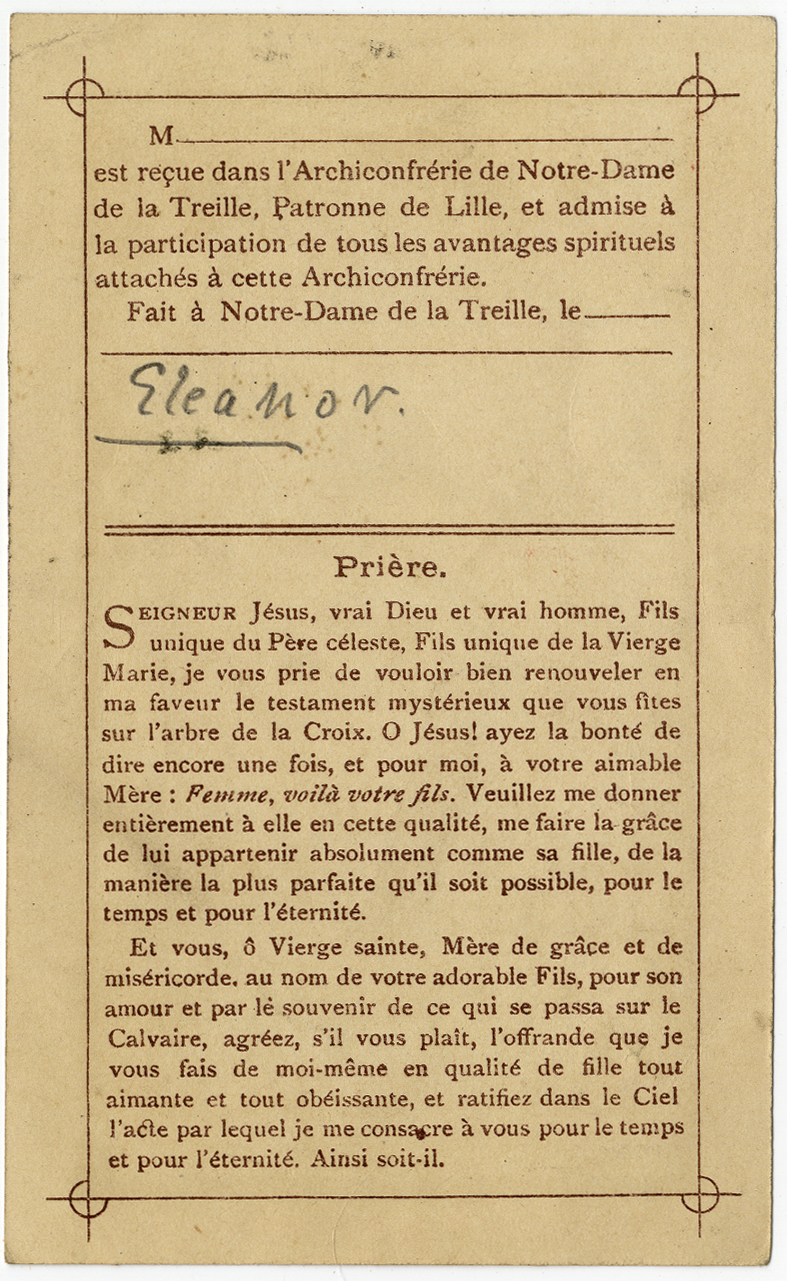 M
est reçue dans l'Archiconfrérie de Notre-Dame
de la Treille, Patronne de Lille, et admise à
la participation de tous les avantages spirituels
attachés à cette Archiconfrérie.
Fait à Notre-Dame de la Treille, le
Eleanor.
Prière.
SEIGNEUR Jésus, vrai Dieu et vrai homme, Fils
unique du Père céleste, Fils unique de la Vierge
Marie, je vous prie de vouloir bien renouveler en
ma faveur le testament mystérieux que vous fîtes
sur l'arbre de la Croix. O Jésus! ayez la bonté de
dire encore une fois, et pour moi, à votre aimable
Mère : Femme, voilà votre fils. Veuillez me donner
entièrement à elle en cette qualité, me faire la grâce
de lui appartenir absolument comme sa fille, de la
manière la plus parfaite qu'il soit possible, pour le
temps et pour l'éternité.
Et vous, ô Vierge sainte, Mère de grâce et de
miséricorde, au nom de votre adorable Fils, pour son
amour et par le souvenir de ce qui se passa sur le
Calvaire, agréez, s'il vous plaît, l'offrande que je
vous fais de moi-même en qualité de fille tout
aimante et tout obéissante, et ratifiez dans le Ciel
l'acte par lequel je me consacre à vous pour le temps
et pour l'éternité. Ainsi soit-il.